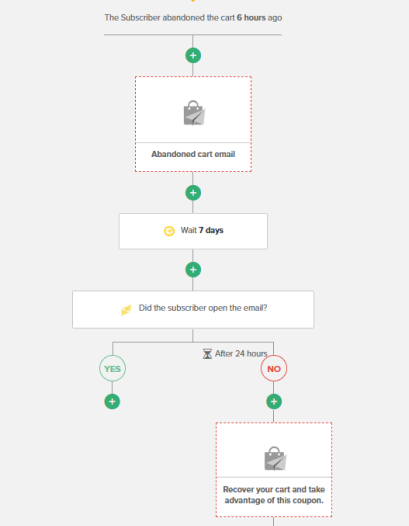 The Subscriber abandoned the cart 6 hours ago
Abandoned cart email
Wait 7 days
Did the subscriber open the email?
After 24 hours
YES
NO
Recover your cart and take
advantage of this coupon.